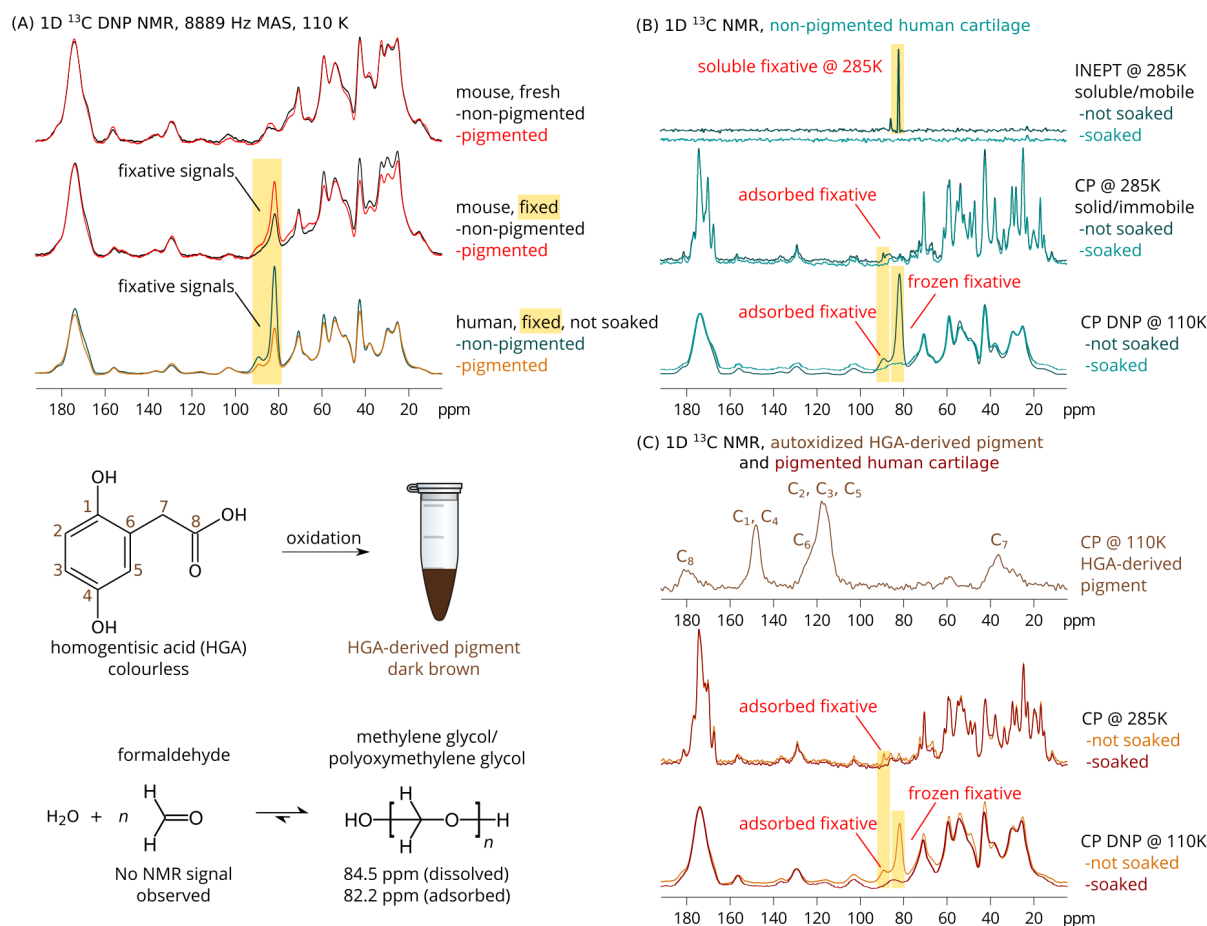 (A) 1D ¹³C DNP NMR, 8889 Hz MAS, 110 K
mouse, fresh
-non-pigmented
-pigmented
fixative signals
mouse, fixed
-non-pigmented
-pigmented
fixative signals
human, fixed, not soaked
-non-pigmented
-pigmented
180 160 140 120 100 80 60 40 20 ppm
(B) 1D ¹³C NMR, non-pigmented human cartilage
soluble fixative @ 285K
INEPT @ 285K
soluble/mobile
-not soaked
-soaked
adsorbed fixative
CP @ 285K
solid/immobile
-not soaked
-soaked
frozen fixative
adsorbed fixative
CP DNP @ 110K
-not soaked
-soaked
180 160 140 120 100 80 60 40 20 ppm
OH
1
2
3
4
5
6
7
8
OH
O
OH
oxidation
homogentisic acid (HGA)
colourless
HGA-derived pigment
dark brown
formaldehyde
methylene glycol/
polyoxymethylene glycol
H₂O + n
H
H
O
HO
H
H
O
H
n
No NMR signal
observed
84.5 ppm (dissolved)
82.2 ppm (adsorbed)
(C) 1D ¹³C NMR, autoxidized HGA-derived pigment
and pigmented human cartilage
C₈
C₁, C₄
C₆
C₂, C₃, C₅
C₇
CP @ 110K
HGA-derived
pigment
180 160 140 120 100 80 60 40 20 ppm
adsorbed fixative
CP @ 285K
-not soaked
-soaked
frozen fixative
adsorbed fixative
CP DNP @ 110K
-not soaked
-soaked
180 160 140 120 100 80 60 40 20 ppm